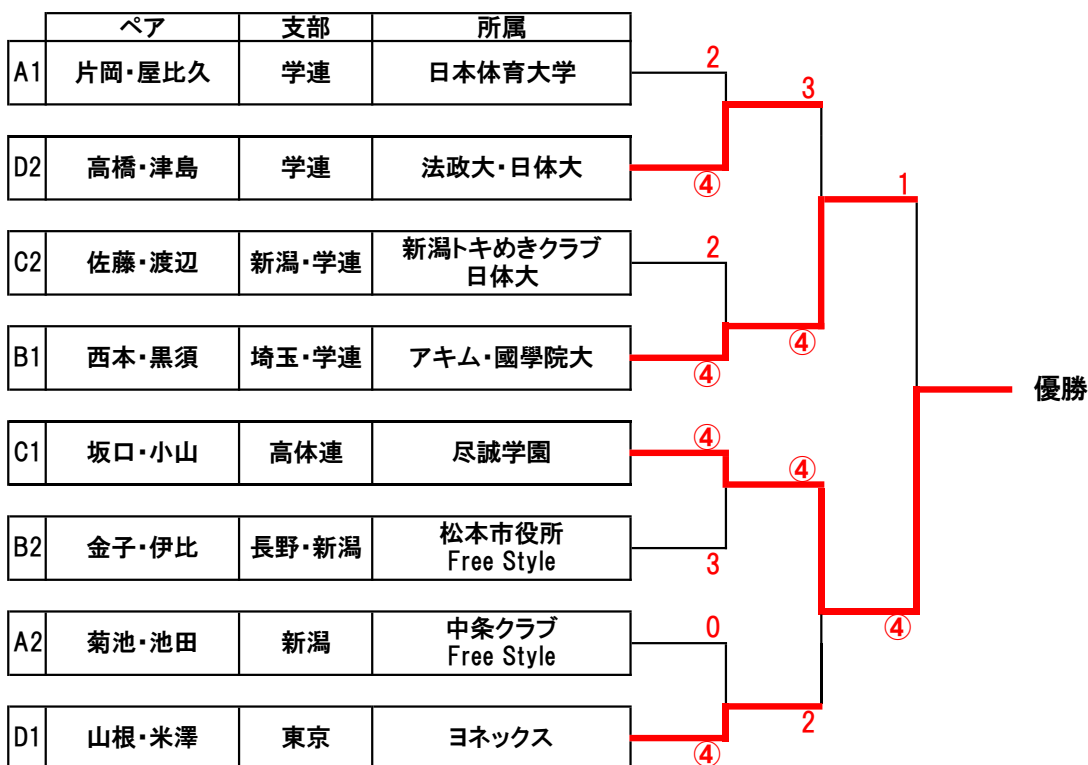 ペア 支部 所属
A1 片岡・屋比久 学連 日本体育大学 2
3
D2 高橋・津島 学連 法政大・日体大 ④
1
C2 佐藤・渡辺 新潟・学連 新潟トキめきクラブ 2
日体大
④
B1 西本・黒須 埼玉・学連 アキム・國學院大 ④
優勝
C1 坂口・小山 高体連 尽誠学園 ④
④
B2 金子・伊比 長野・新潟 松本市役所
Free Style 3
A2 菊池・池田 新潟 中条クラブ 0
Free Style
④
2
D1 山根・米澤 東京 ヨネックス ④